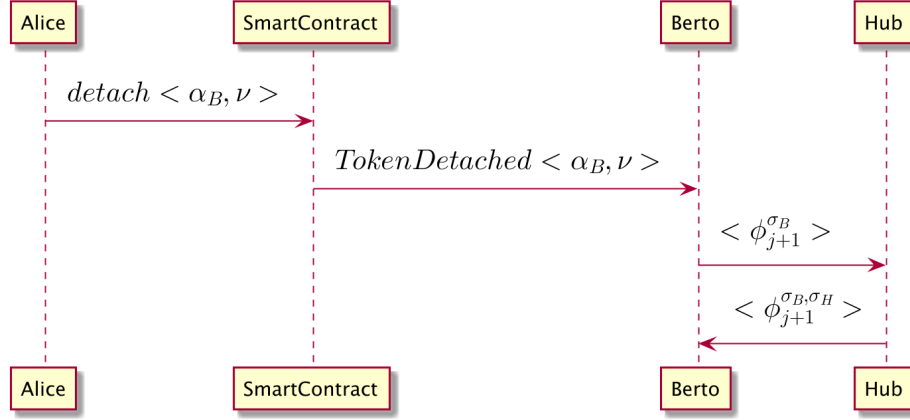 Alice SmartContract Berto Hub
detach < α_B, ν >
TokenDetached < α_B, ν >
< ϕ_{j+1}^{σ_B} >
< ϕ_{j+1}^{σ_B,σ_H} >
Alice SmartContract Berto Hub